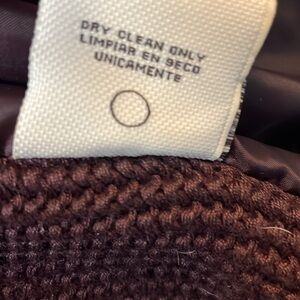 DRY CLEAN ONLY
LIMPIAR EN SECO
UNICAMENTE